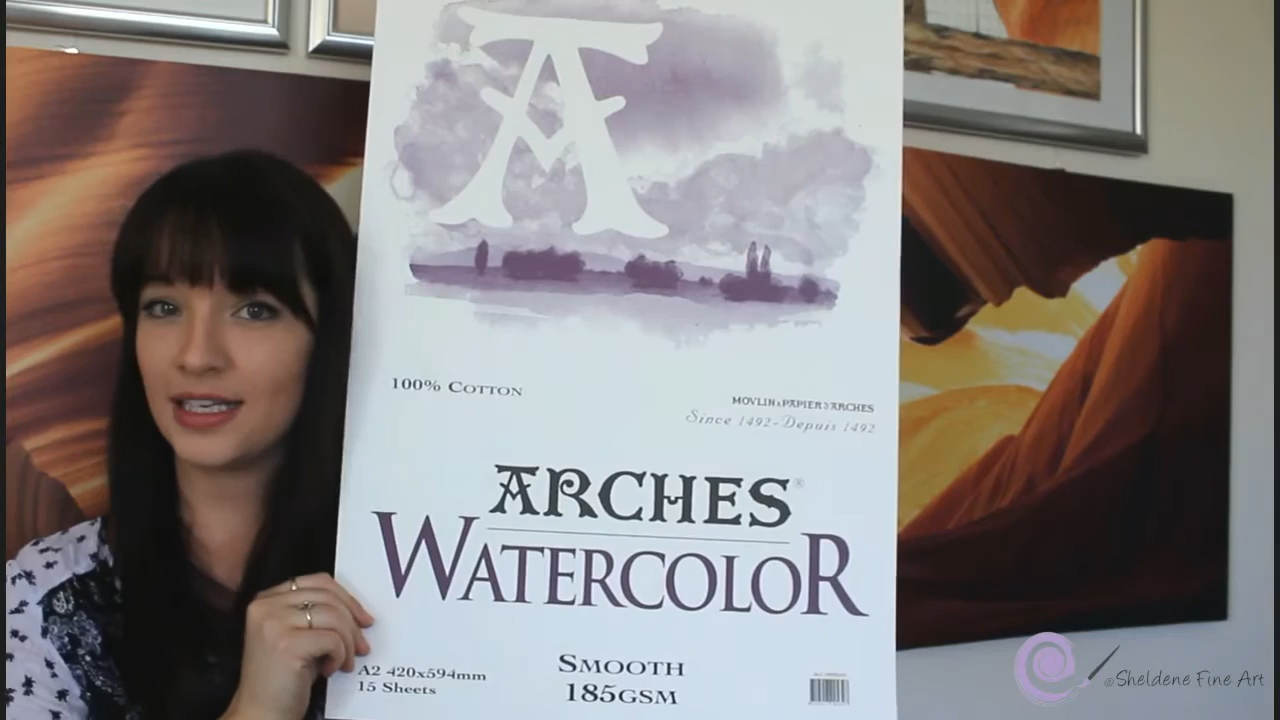 A
100% COTTON
MOVLIN À PAPIER D'ARCHES
Since 1492-Depuis 1492
ARCHES®
WATERCOLOR
A2 420x594mm
15 Sheets
SMOOTH
185GSM
©Sheldene Fine Art